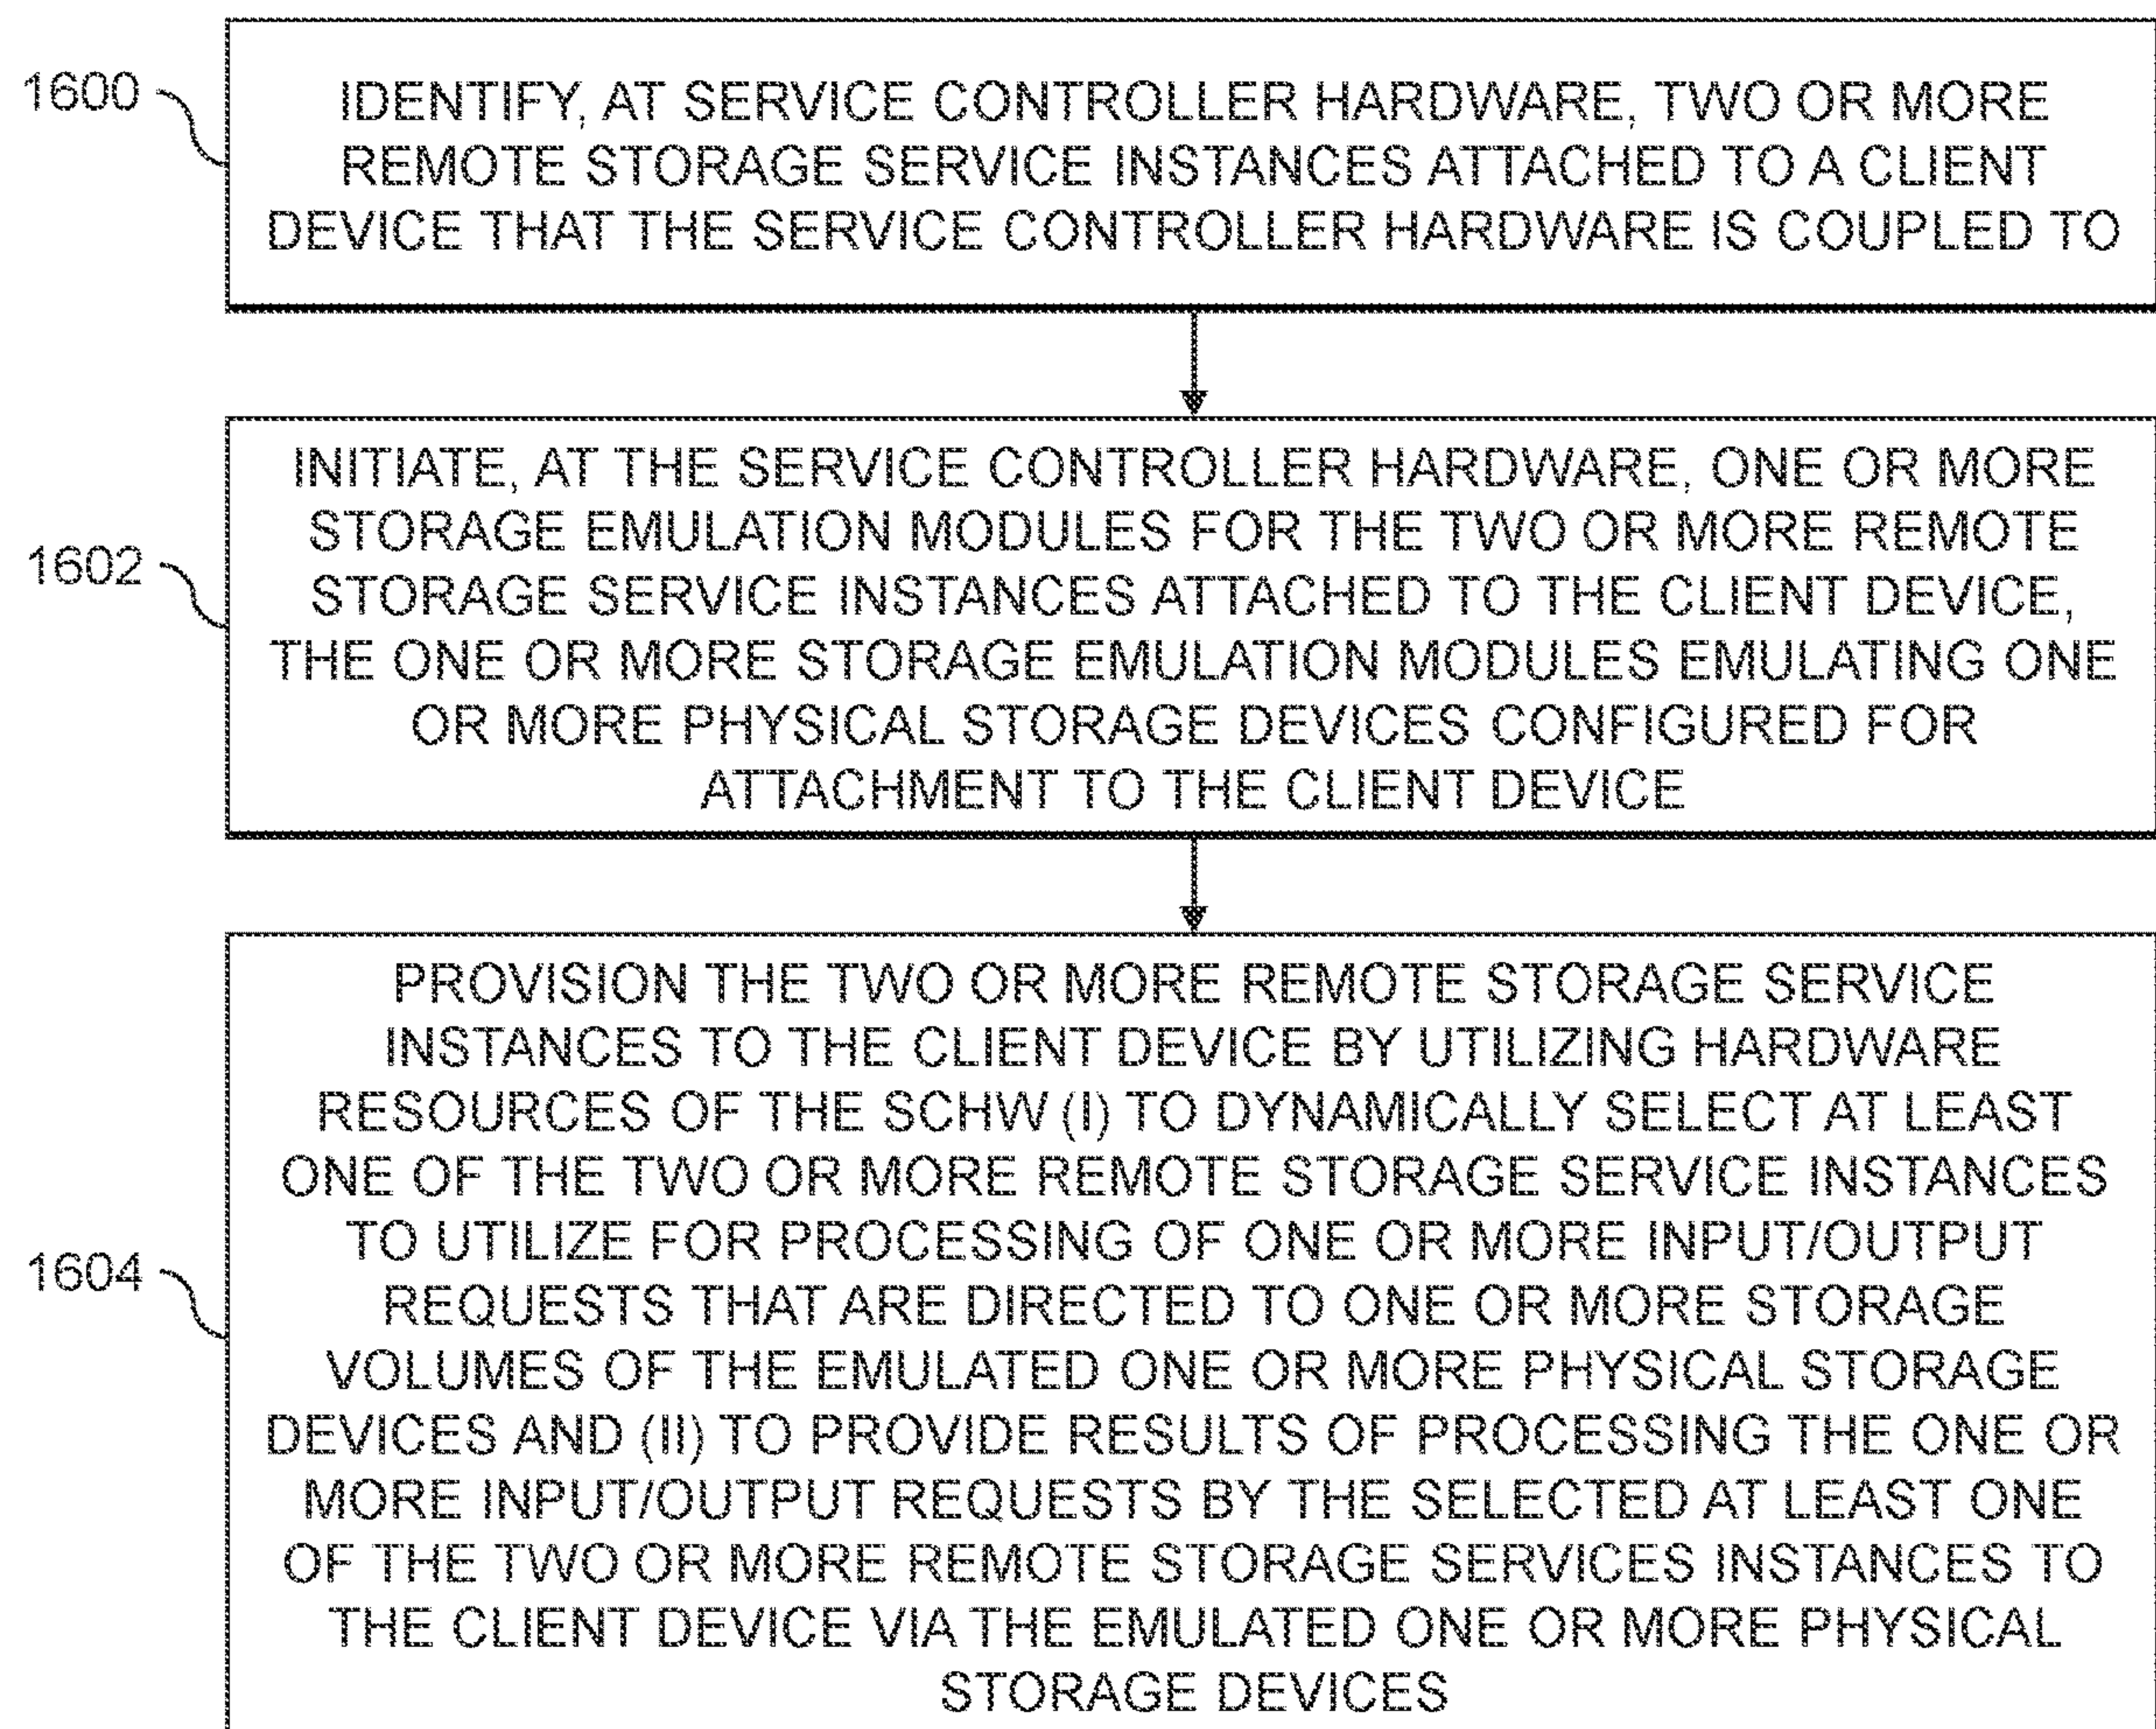 1600
IDENTIFY, AT SERVICE CONTROLLER HARDWARE, TWO OR MORE
REMOTE STORAGE SERVICE INSTANCES ATTACHED TO A CLIENT
DEVICE THAT THE SERVICE CONTROLLER HARDWARE IS COUPLED TO
1602
INITIATE, AT THE SERVICE CONTROLLER HARDWARE, ONE OR MORE
STORAGE EMULATION MODULES FOR THE TWO OR MORE REMOTE
STORAGE SERVICE INSTANCES ATTACHED TO THE CLIENT DEVICE,
THE ONE OR MORE STORAGE EMULATION MODULES EMULATING ONE
OR MORE PHYSICAL STORAGE DEVICES CONFIGURED FOR
ATTACHMENT TO THE CLIENT DEVICE
1604
PROVISION THE TWO OR MORE REMOTE STORAGE SERVICE
INSTANCES TO THE CLIENT DEVICE BY UTILIZING HARDWARE
RESOURCES OF THE SCHW (I) TO DYNAMICALLY SELECT AT LEAST
ONE OF THE TWO OR MORE REMOTE STORAGE SERVICE INSTANCES
TO UTILIZE FOR PROCESSING OF ONE OR MORE INPUT/OUTPUT
REQUESTS THAT ARE DIRECTED TO ONE OR MORE STORAGE
VOLUMES OF THE EMULATED ONE OR MORE PHYSICAL STORAGE
DEVICES AND (II) TO PROVIDE RESULTS OF PROCESSING THE ONE OR
MORE INPUT/OUTPUT REQUESTS BY THE SELECTED AT LEAST ONE
OF THE TWO OR MORE REMOTE STORAGE SERVICES INSTANCES TO
THE CLIENT DEVICE VIA THE EMULATED ONE OR MORE PHYSICAL
STORAGE DEVICES